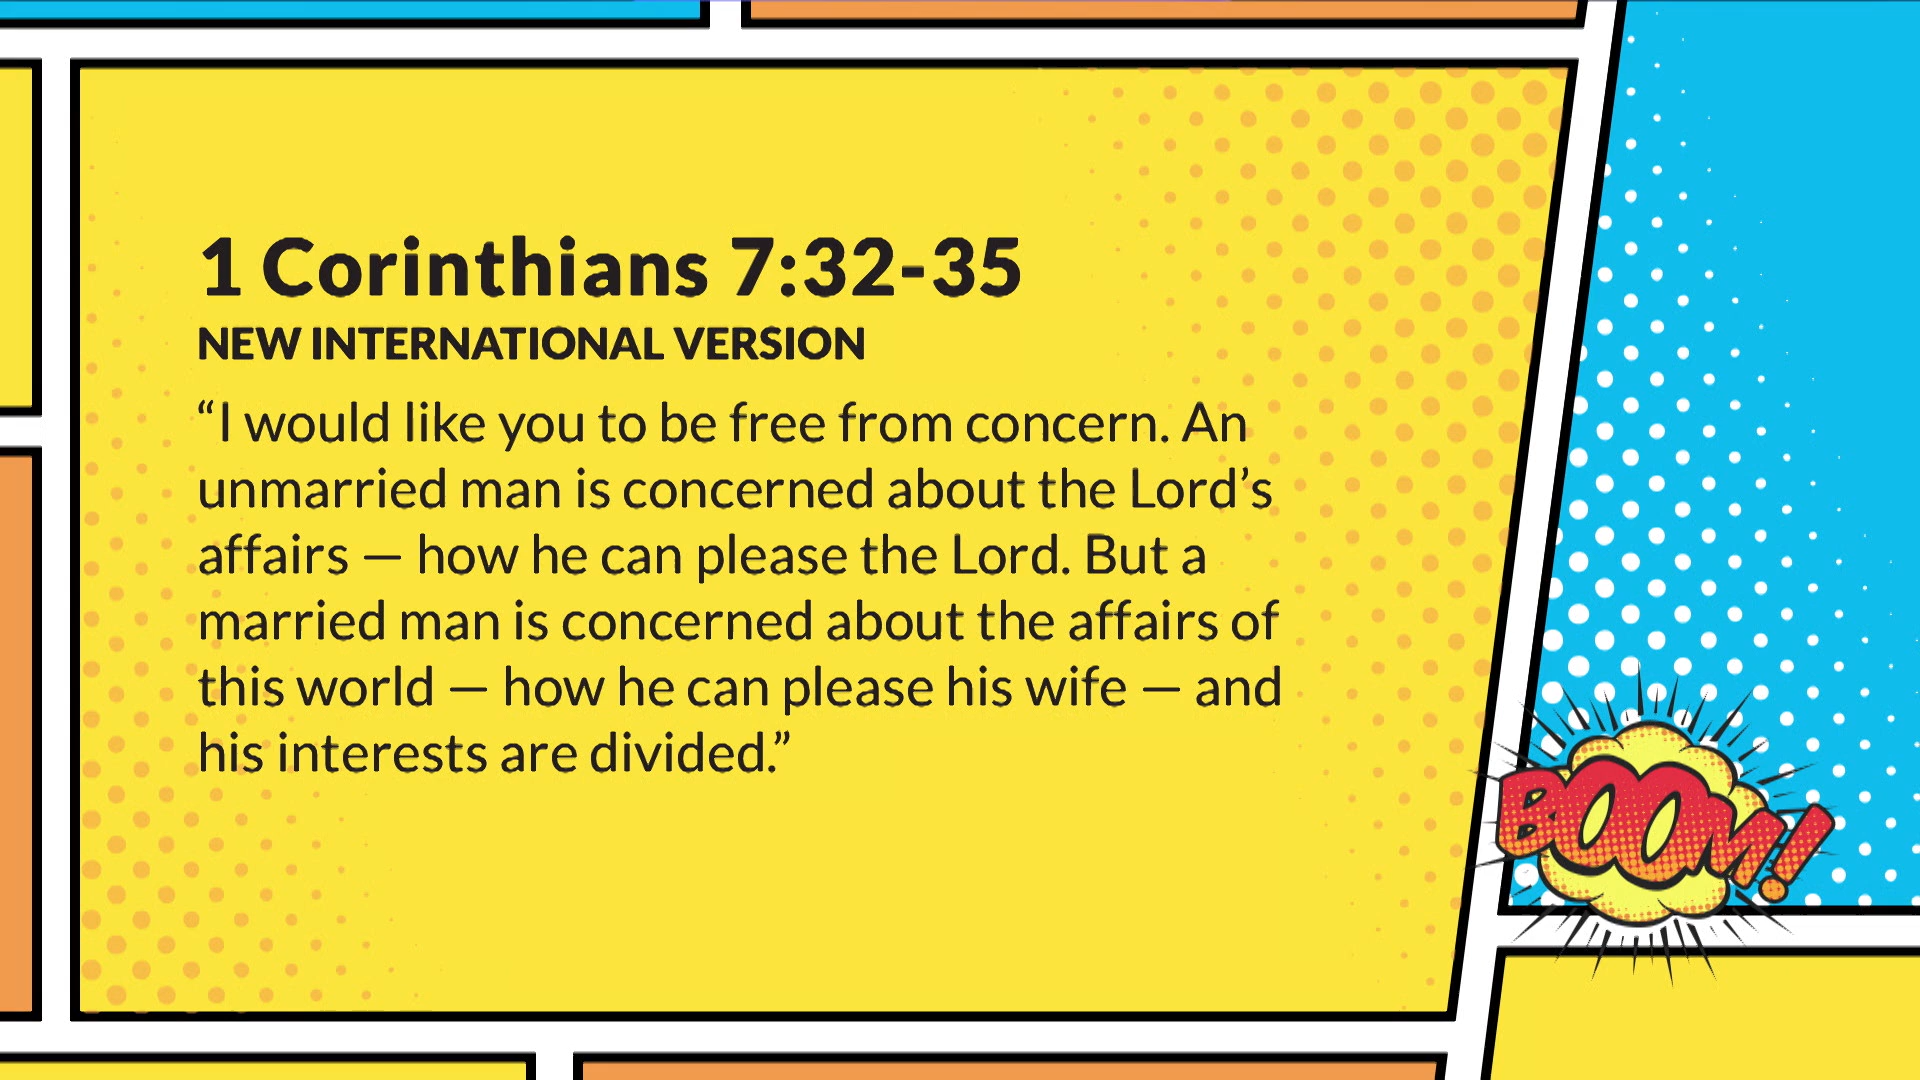 1 Corinthians 7:32-35
NEW INTERNATIONAL VERSION
“I would like you to be free from concern. An
unmarried man is concerned about the Lord’s
affairs — how he can please the Lord. But a
married man is concerned about the affairs of
this world — how he can please his wife — and
his interests are divided.”
BOOM!